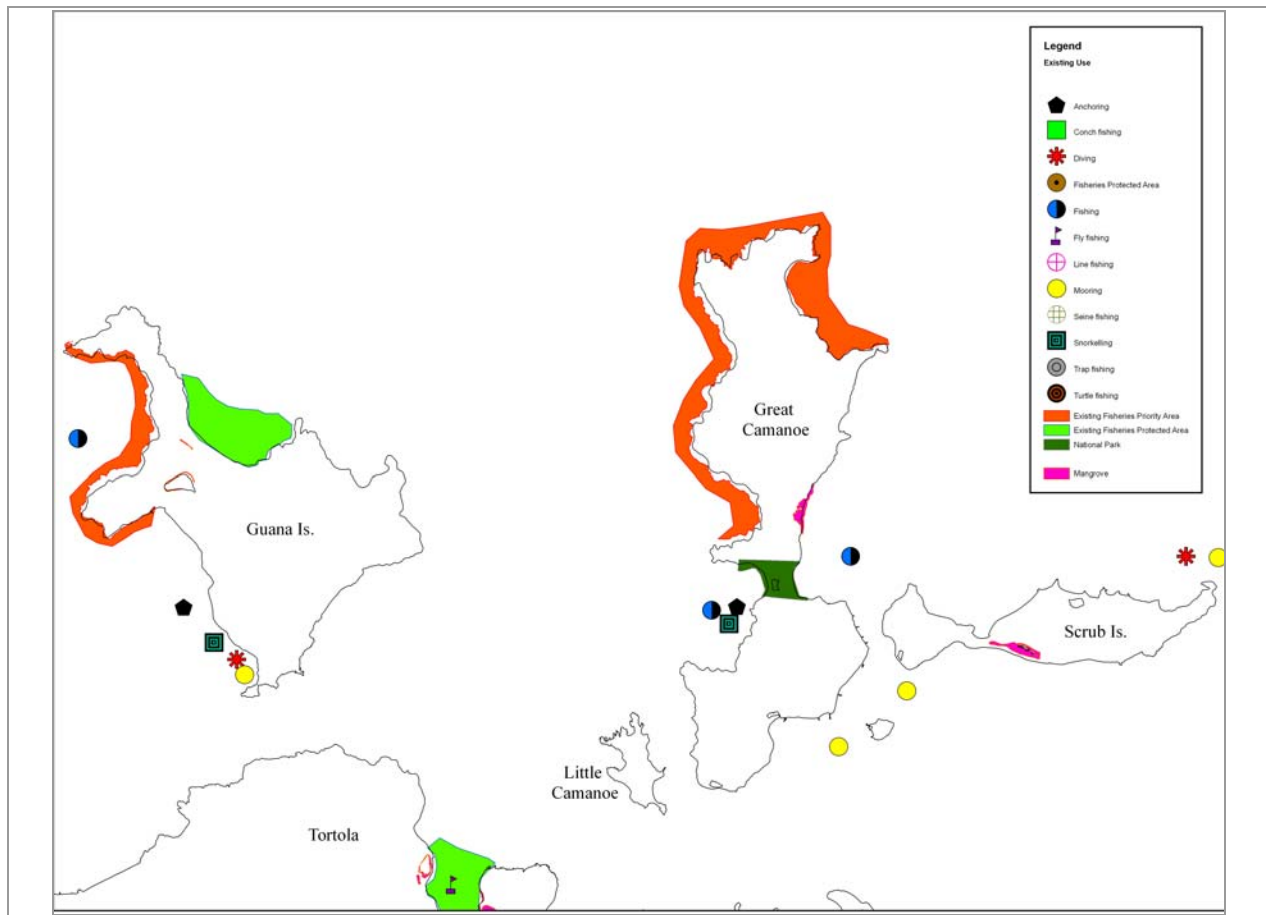 Legend
Existing Use
Anchoring
Conch fishing
Diving
Fisheries Protected Area
Fishing
Fly fishing
Line fishing
Mooring
Seine fishing
Snorkelling
Trap fishing
Turtle fishing
Existing Fisheries Priority Area
Existing Fisheries Protected Area
National Park
Mangrove
Great
Camanoe
Guana Is.
Scrub Is.
Little
Camanoe
Tortola